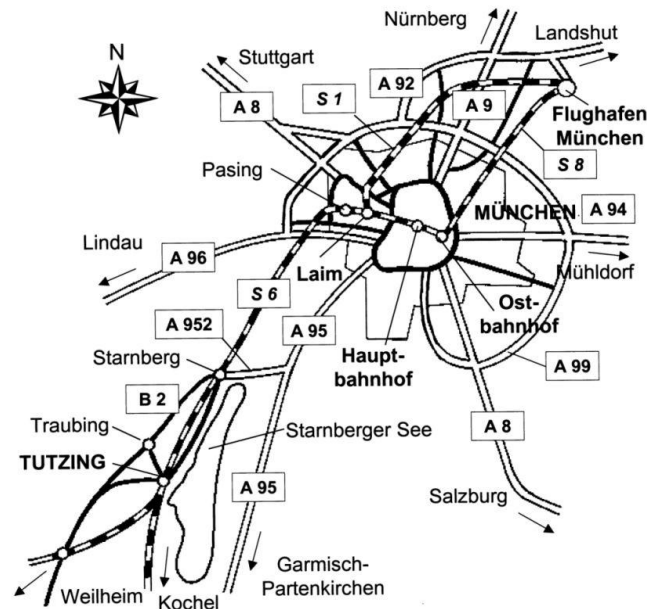 Nürnberg
Landshut
N
Stuttgart
A 92
S 1
A 9
A 8
Flughafen
München
S 8
Pasing
MÜNCHEN
A 94
Lindau
A 96
Laim
Mühldorf
S 6
Ost-
bahnhof
A 952
A 95
Haupt-
bahnhof
Starnberg
A 99
B 2
Traubing
Starnberger See
A 8
TUTZING
A 95
Salzburg
Garmisch-
Partenkirchen
Weilheim
Kochel